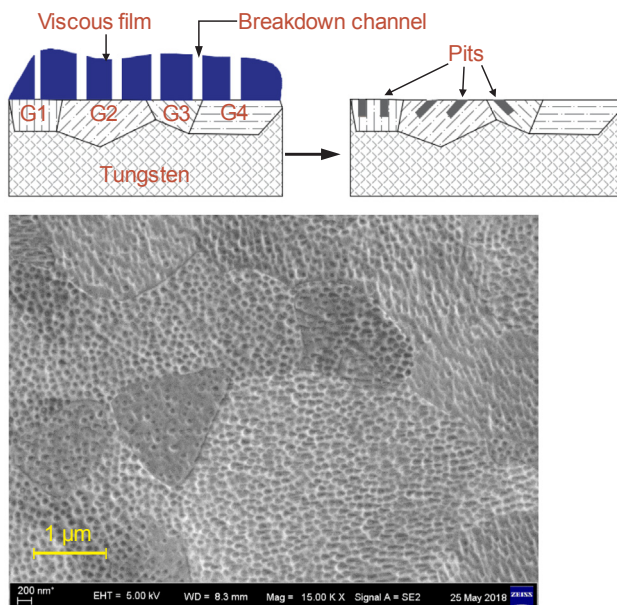 Viscous film
Breakdown channel
G1 G2 G3 G4
Tungsten
Pits
1 μm
200 nm* EHT = 5.00 kV WD = 8.3 mm Mag = 15.00 K X Signal A = SE2 25 May 2018 ZEISS